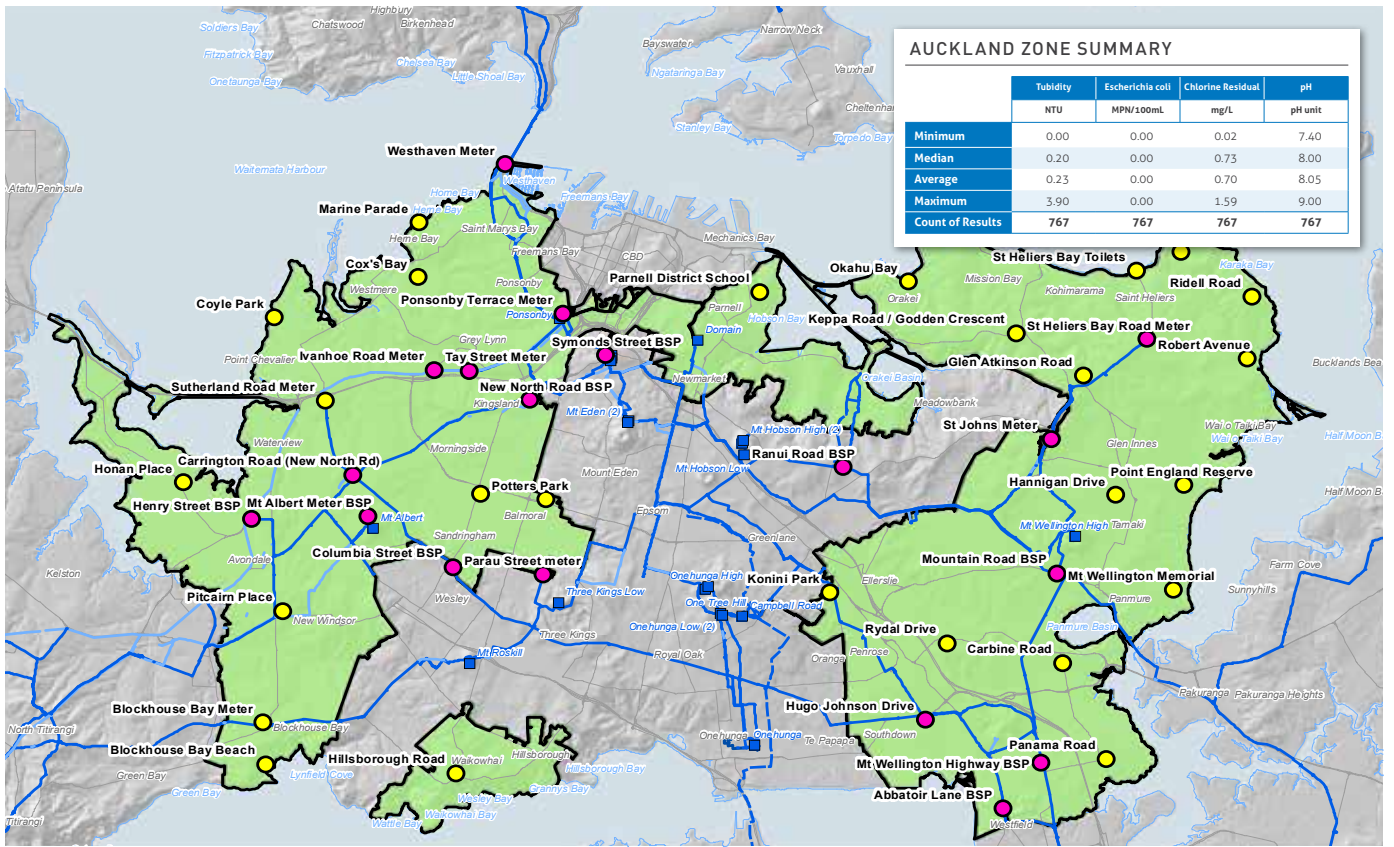 Highbury
Chatswood
Birkenhead
Soldiers Bay
Fitzpatrick Bay
Chelsea Bay
Onetaunga Bay
Little Shoal Bay
Bayswater
Narrow Neck
Ngataringa Bay
Vauxhall
Stanley Bay
Torpedo Bay
AUCKLAND ZONE SUMMARY
Tubidity Escherichia coli Chlorine Residual pH
NTU MPN/100mL mg/L pH unit
Minimum 0.00 0.00 0.02 7.40
Median 0.20 0.00 0.73 8.00
Average 0.23 0.00 0.70 8.05
Maximum 3.90 0.00 1.59 9.00
Count of Results 767 767 767 767
Westhaven Meter
Waitemata Harbour
Westhaven
Atatu Peninsula
Home Bay
Freemans Bay
Marine Parade
Herne Bay
Herne Bay
Saint Marys Bay
Mechanics Bay
Freemans Bay
CBD
Cox's Bay
Westmere
Ponsonby
Parnell District School
Okahu Bay
Orakei
Mission Bay
St Heliers Bay Toilets
Kohimarama
Saint Heliers
Karaka Bay
Ridell Road
Coyle Park
Ponsonby Terrace Meter
Ponsonby
Parnell
Hobson Bay
Keppa Road / Godden Crescent
St Heliers Bay Road Meter
Domain
Grey Lynn
Symonds Street BSP
Robert Avenue
Point Chevalier
Ivanhoe Road Meter
Tay Street Meter
Glen Atkinson Road
Bucklands Bea
Newmarket
Orakei Basin
Sutherland Road Meter
New North Road BSP
Kingsland
Mt Eden (2)
Meadowbank
St Johns Meter
Wai o Taiki Bay
Wai o Taiki Bay
Half Moon B
Waterview
Morningside
Mt Hobson High (2)
Glen Innes
Carrington Road (New North Rd)
Ranui Road BSP
Honan Place
Mount Eden
Mt Hobson Low
Point England Reserve
Hannigan Drive
Potters Park
Half Moon B
Henry Street BSP
Mt Albert Meter BSP
Mt Albert
Balmoral
Epsom
Mt Wellington High
Tamaki
Sandringham
Greenlane
Avondale
Columbia Street BSP
Parau Street meter
Mountain Road BSP
Farm Cove
Kelston
Onehunga High
Konini Park
Ellerslie
Mt Wellington Memorial
Sunnyhills
Pitcairn Place
Wesley
Three Kings Low
One Tree Hill
Campbell Road
Panmure
New Windsor
Onehunga Low (2)
Panmure Basin
Three Kings
Rydal Drive
Mt Roskill
Royal Oak
Oranga
Penrose
Carbine Road
Pakuranga
Pakuranga Heights
Blockhouse Bay Meter
Hugo Johnson Drive
North Titirangi
Blockhouse Bay
Onehunga
Onehunga
Te Papapa
Southdown
Panama Road
Blockhouse Bay Beach
Hillsborough Road
Waikowhai
Hillsborough
Mt Wellington Highway BSP
Green Bay
Lynfield Cove
Hillsborough Bay
Green Bay
Grannys Bay
Abbatoir Lane BSP
Wesley Bay
Waikowhai Bay
Wattle Bay
Westfield
Titirangi